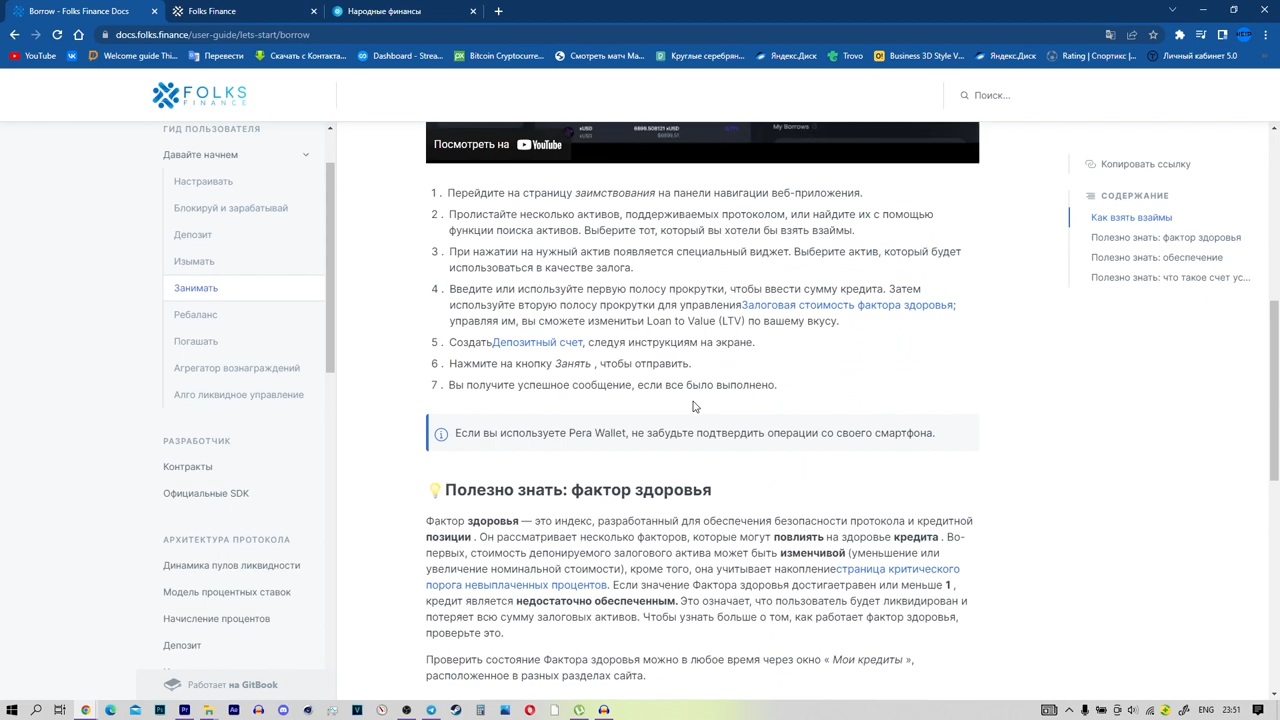 Borrow - Folks Finance
Наборщик
docs.folks.finance/user-guide/lets-start/borrow
YouTube
Welcome guide Thi...
Перевести
Скачать с Контакта...
Dashboard - Strea...
Bitcoin Cryptocurrenc...
Смотреть матч Ма...
Круглые серебрян...
Яндекс.Диск
Trovo
Business 3D Style V...
Яндекс.Диск
Rating | Спортикс |...
Личный кабинет 5.0
FOLKS
FINANCE
Поиск...
ГИД ПОЛЬЗОВАТЕЛЯ
Давайте начнем
Настраивать
Блокируй и зарабатывай
Депозит
Изымать
Занимать
Ребаланс
Погашать
Агрегатор вознаграждений
Алго ликвидное управление
РАЗРАБОТЧИК
Контракты
Официальные SDK
АРХИТЕКТУРА ПРОТОКОЛА
Динамика пулов ликвидности
Модель процентных ставок
Начисление процентов
Депозит
Работает на GitBook
My Borrows
Посмотреть на YouTube
1 . Перейдите на страницу заимствования на панели навигации веб-приложения.
2 . Пролистайте несколько активов, поддерживаемых протоколом, или найдите их с помощью
функции поиска активов. Выберите тот, который вы хотели бы взять взаймы.
3 . При нажатии на нужный актив появляется специальный виджет. Выберите актив, который будет
использоваться в качестве залога.
4 . Введите или используйте первую полосу прокрутки, чтобы ввести сумму кредита. Затем
используйте вторую полосу прокрутки для управленияЗалоговая стоимость фактора здоровья;
управляя им, вы сможете изменитьи Loan to Value (LTV) по вашему вкусу.
5 . СоздатьДепозитный счет, следуя инструкциям на экране.
6 . Нажмите на кнопку Занять , чтобы отправить.
7 . Вы получите успешное сообщение, если все было выполнено.
Если вы используете Pera Wallet, не забудьте подтвердить операции со своего смартфона.
Полезно знать: фактор здоровья
Фактор здоровья — это индекс, разработанный для обеспечения безопасности протокола и кредитной
позиции . Он рассматривает несколько факторов, которые могут повлиять на здоровье кредита . Во-
первых, стоимость депонируемого залогового актива может быть изменчивой (уменьшение или
увеличение номинальной стоимости), кроме того, она учитывает накоплениестраница критического
порога невыплаченных процентов. Если значение Фактора здоровья достигаетравен или меньше 1 ,
кредит является недостаточно обеспеченным. Это означает, что пользователь будет ликвидирован и
потеряет всю сумму залоговых активов. Чтобы узнать больше о том, как работает фактор здоровья,
проверьте это.
Проверить состояние Фактора здоровья можно в любое время через окно « Мои кредиты »,
расположенное в разных разделах сайта.
Копировать ссылку
СОДЕРЖАНИЕ
Как взять взаймы
Полезно знать: фактор здоровья
Полезно знать: обеспечение
Полезно знать: что такое счет ус...
ENG
23:51